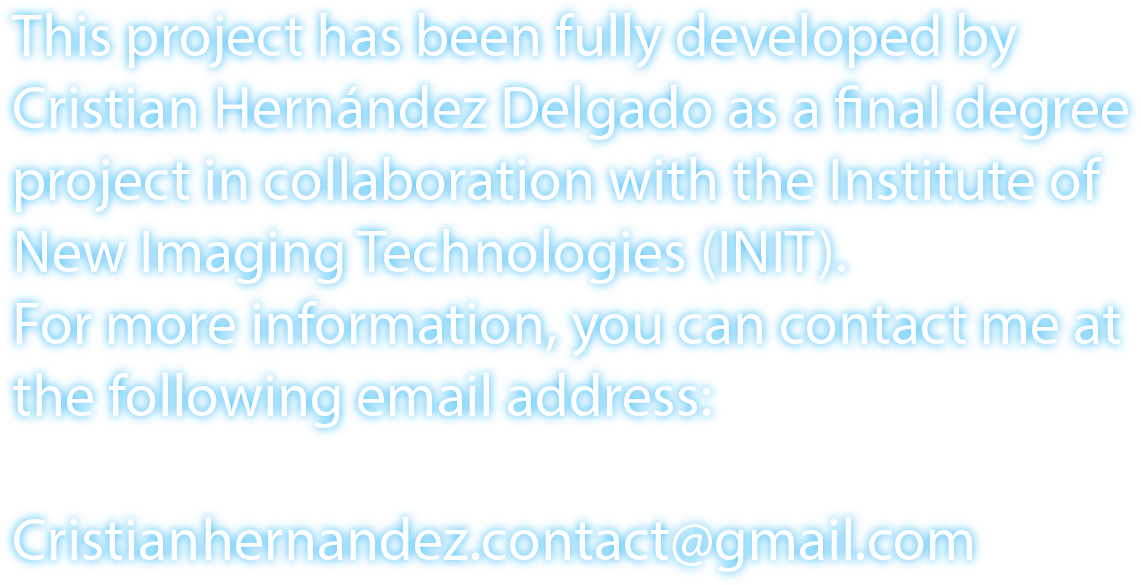 This project has been fully developed by
Cristian Hernández Delgado as a final degree
project in collaboration with the Institute of
New Imaging Technologies (INIT).
For more information, you can contact me at
the following email address:
Cristianhernandez.contact@gmail.com